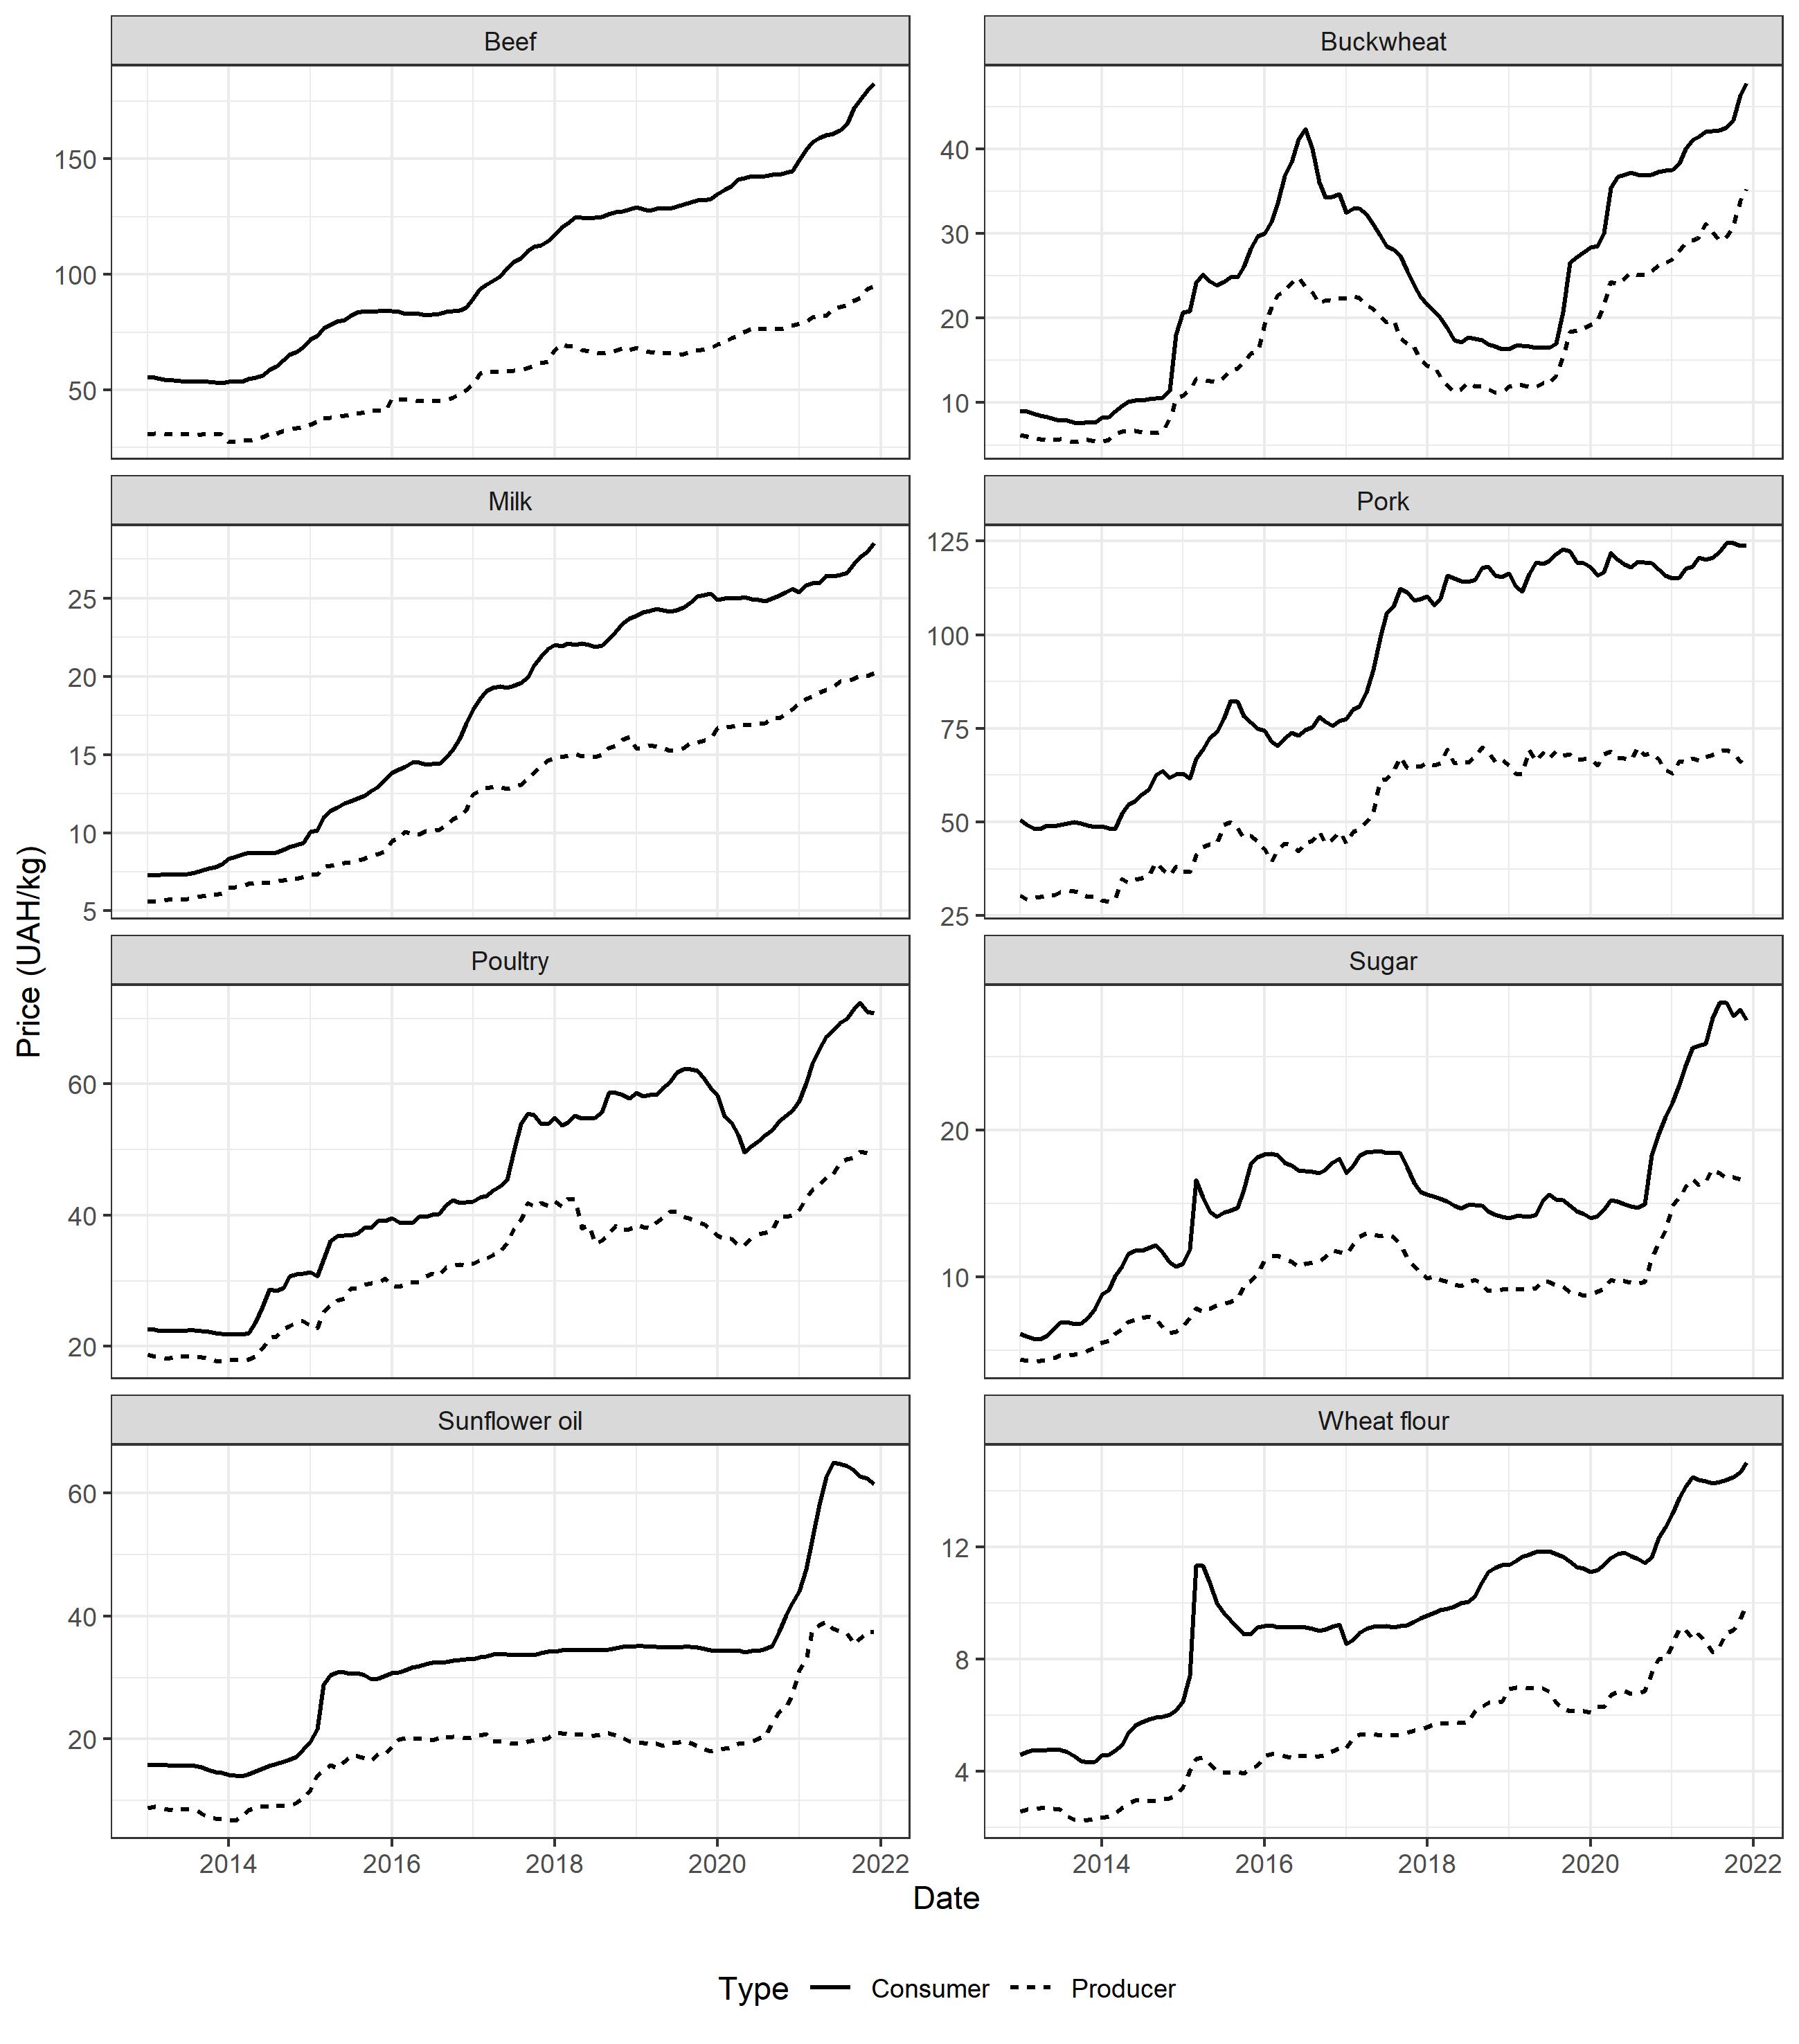 Beef
Buckwheat
150
100
50
40
30
20
10
Milk
Pork
25
20
15
10
5
125
100
75
50
25
Price (UAH/kg)
Poultry
Sugar
60
40
20
20
10
Sunflower oil
Wheat flour
60
40
20
12
8
4
2014 2016 2018 2020 2022
2014 2016 2018 2020 2022
Date
Type Consumer Producer